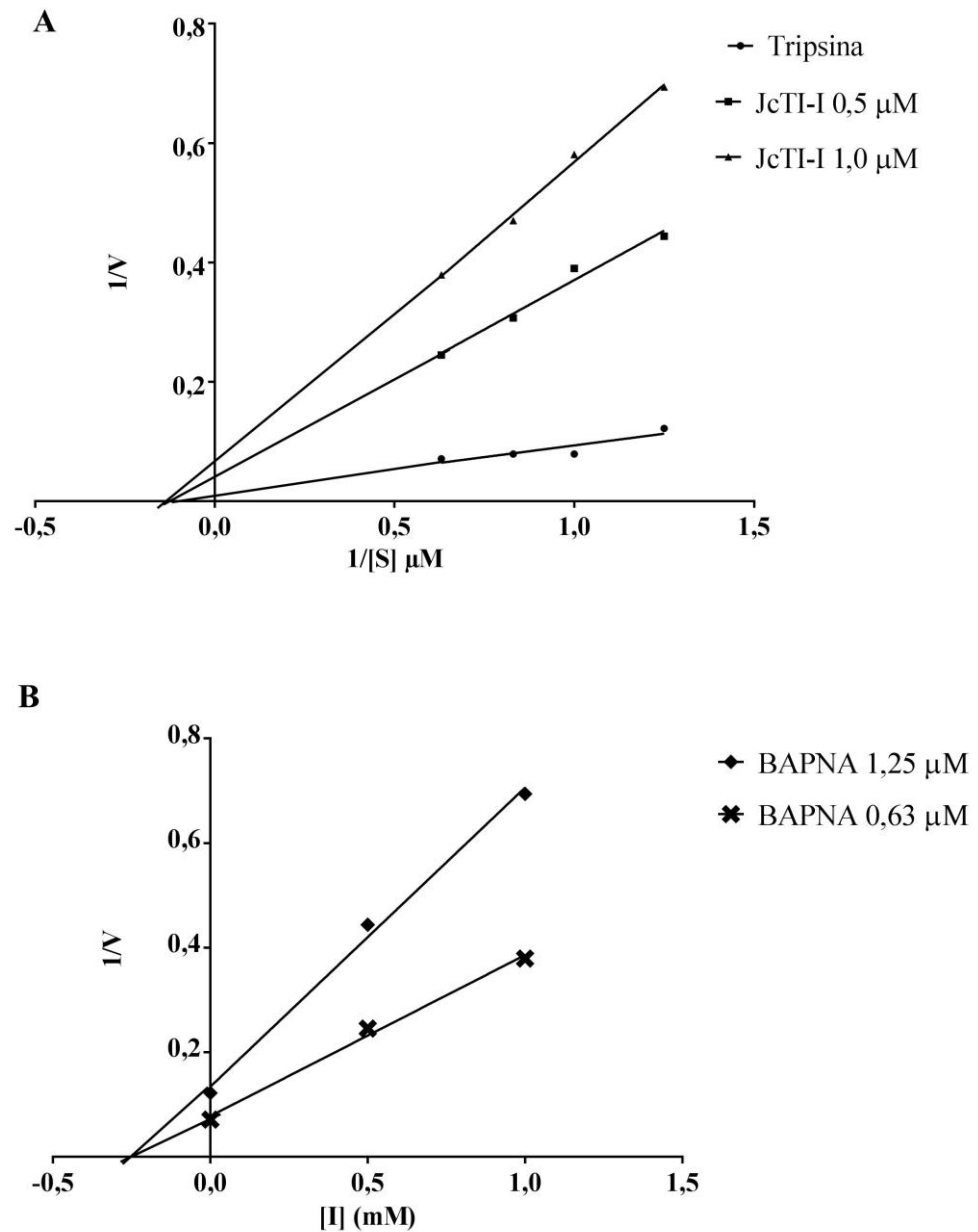 A
0,8
0,6
0,4
0,2
1/V
-0,5
0,0
0,5
1,0
1,5
1/[S] μM
Tripsina
JcTI-I 0,5 μM
JcTI-I 1,0 μM
B
0,8
0,6
0,4
0,2
1/V
-0,5
0,0
0,5
1,0
1,5
[I] (mM)
BAPNA 1,25 μM
BAPNA 0,63 μM